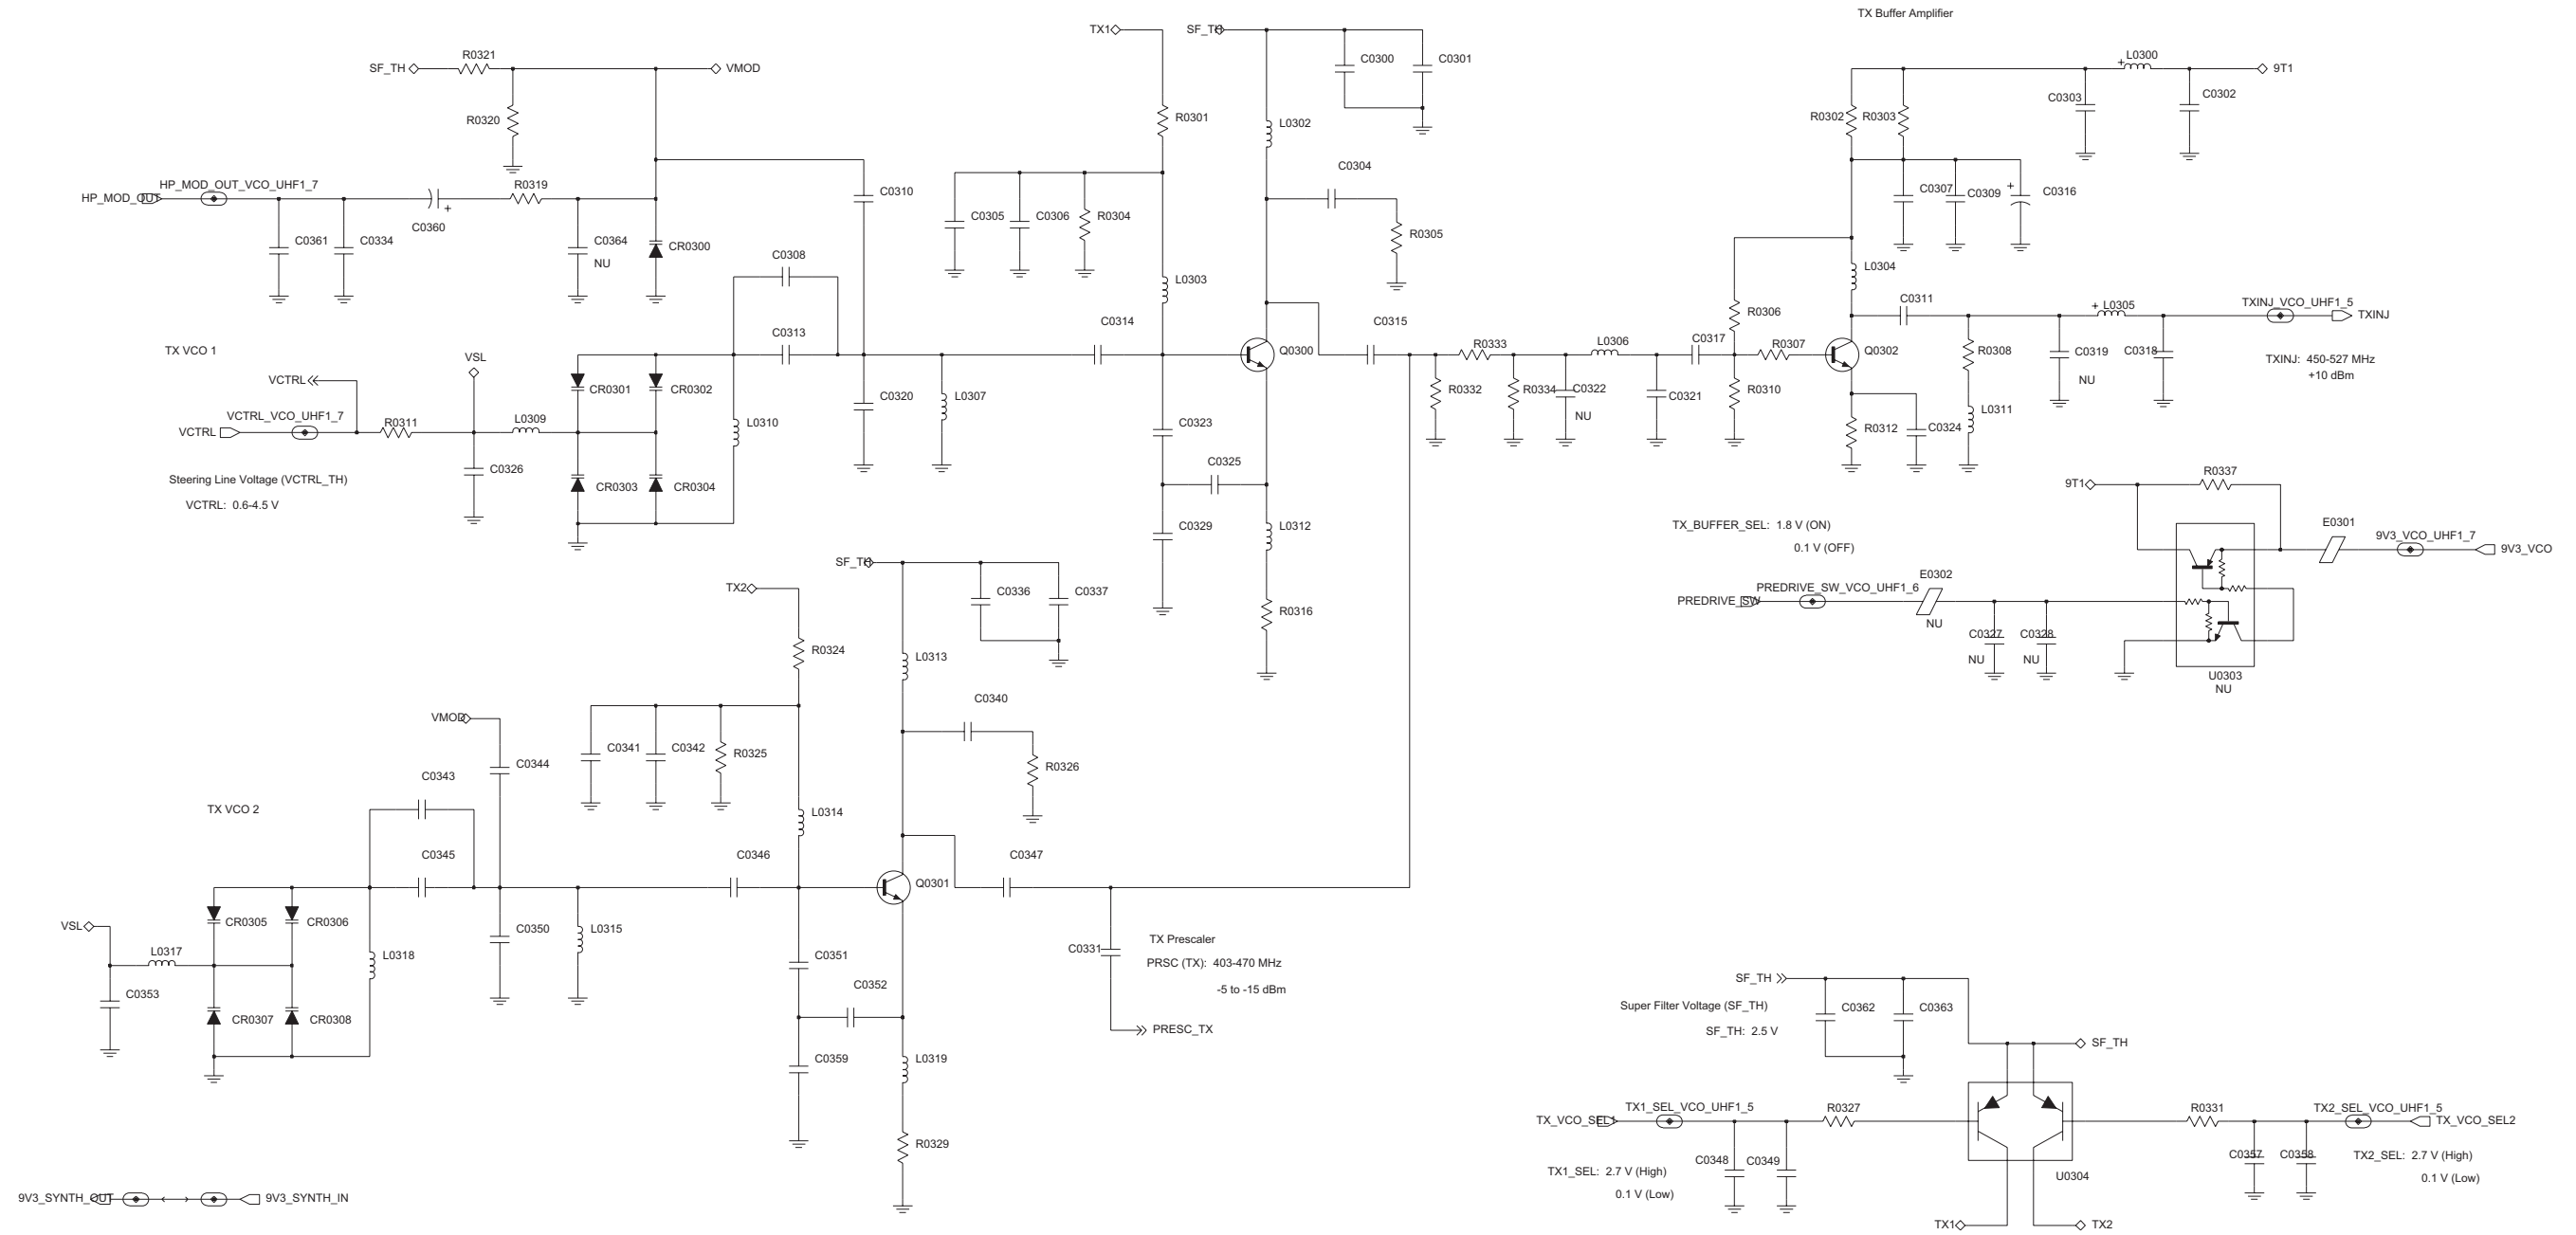 TX Buffer Amplifier
TX1
SF_TH
C0300
C0301
R0321
SF_TH
VMOD
L0300
+
9T1
C0303
C0302
R0320
R0301
L0302
R0302
R0303
HP_MOD_OUT_VCO_UHF1_7
HP_MOD_OUT
R0319
C0360
+
C0361
C0334
C0364
NU
CR0300
C0310
C0305
C0306
R0304
C0304
R0305
C0307
C0309
+
C0316
C0308
L0303
L0304
C0311
+
L0305
TXINJ_VCO_UHF1_5
TXINJ
TX VCO 1
C0313
C0314
Q0300
C0315
R0333
L0306
C0317
R0306
R0307
Q0302
R0308
C0319
NU
C0318
TXINJ: 450-527 MHz
+10 dBm
VSL
VCTRL
VCTRL_VCO_UHF1_7
VCTRL
R0311
L0309
CR0301
CR0302
L0310
C0320
L0307
R0332
R0334
C0322
NU
C0321
R0310
L0311
R0312
C0324
C0323
C0325
C0326
CR0303
CR0304
Steering Line Voltage (VCTRL_TH)
VCTRL: 0.6-4.5 V
C0329
L0312
R0337
9T1
TX_BUFFER_SEL: 1.8 V (ON)
0.1 V (OFF)
E0301
9V3_VCO_UHF1_7
9V3_VCO
E0302
NU
PREDRIVE_SW_VCO_UHF1_6
PREDRIVE_SW
C0327
NU
C0328
NU
U0303
NU
SF_TH
TX2
C0336
C0337
R0316
R0324
L0313
VMOD
C0340
C0341
C0342
R0325
R0326
C0344
C0343
TX VCO 2
L0314
C0345
C0346
Q0301
C0347
VSL
L0317
CR0305
CR0306
L0318
C0350
L0315
C0351
C0352
C0331
TX Prescaler
PRSC (TX): 403-470 MHz
-5 to -15 dBm
PRESC_TX
C0353
CR0307
CR0308
C0359
L0319
R0329
SF_TH
Super Filter Voltage (SF_TH)
SF_TH: 2.5 V
C0362
C0363
SF_TH
TX1_SEL_VCO_UHF1_5
TX_VCO_SEL1
R0327
R0331
TX2_SEL_VCO_UHF1_5
TX_VCO_SEL2
TX1_SEL: 2.7 V (High)
0.1 V (Low)
C0348
C0349
U0304
C0357
C0358
TX2_SEL: 2.7 V (High)
0.1 V (Low)
TX1
TX2
9V3_SYNTH_OUT
9V3_SYNTH_IN